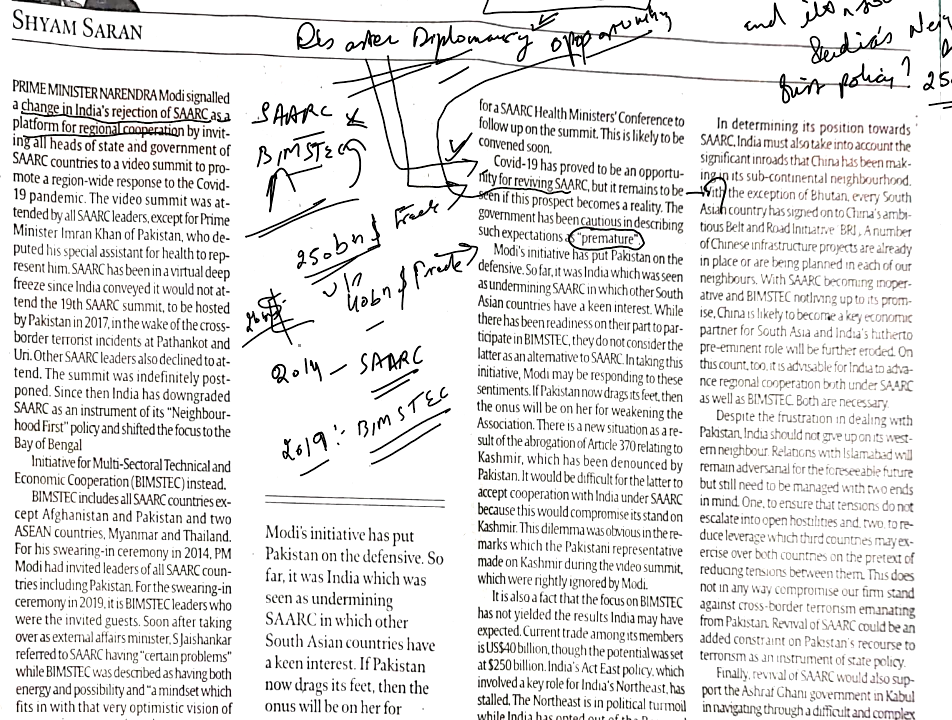 SHYAM SARAN
Disaster Diplomacy opportunity
and its
India's Neigh
first policy?
SAARC
BIMSTEC
250bn $ trade
40bn $ trade
2014 - SAARC
2019 : BIMSTEC
PRIME MINISTER NARENDRA Modi signalled
a change in India's rejection of SAARC as a
platform for regional cooperation by invit-
ing all heads of state and government of
SAARC countries to a video summit to pro-
mote a region-wide response to the Covid-
19 pandemic. The video summit was at-
tended by all SAARC leaders, except for Prime
Minister Imran Khan of Pakistan, who de-
puted his special assistant for health to rep-
resent him. SAARC has been in a virtual deep
freeze since India conveyed it would not at-
tend the 19th SAARC summit, to be hosted
by Pakistan in 2017, in the wake of the cross-
border terrorist incidents at Pathankot and
Uri. Other SAARC leaders also declined to at-
tend. The summit was indefinitely post-
poned. Since then India has downgraded
SAARC as an instrument of its "Neighbour-
hood First" policy and shifted the focus to the
Bay of Bengal
Initiative for Multi-Sectoral Technical and
Economic Cooperation (BIMSTEC) instead.
BIMSTEC includes all SAARC countries ex-
cept Afghanistan and Pakistan and two
ASEAN countries, Myanmar and Thailand.
For his swearing-in ceremony in 2014, PM
Modi had invited leaders of all SAARC coun-
tries including Pakistan. For the swearing-in
ceremony in 2019, it is BIMSTEC leaders who
were the invited guests. Soon after taking
over as external affairs minister, S Jaishankar
referred to SAARC having "certain problems"
while BIMSTEC was described as having both
energy and possibility and "a mindset which
fits in with that very optimistic vision of
Modi's initiative has put
Pakistan on the defensive. So
far, it was India which was
seen as undermining
SAARC in which other
South Asian countries have
a keen interest. If Pakistan
now drags its feet, then the
onus will be on her for
for a SAARC Health Ministers' Conference to
follow up on the summit. This is likely to be
convened soon.
Covid-19 has proved to be an opportu-
nity for reviving SAARC, but it remains to be
seen if this prospect becomes a reality. The
government has been cautious in describing
such expectations as "premature".
Modi's initiative has put Pakistan on the
defensive. So far, it was India which was seen
as undermining SAARC in which other South
Asian countries have a keen interest. While
there has been readiness on their part to par-
ticipate in BIMSTEC, they do not consider the
latter as an alternative to SAARC. In taking this
initiative, Modi may be responding to these
sentiments. If Pakistan now drags its feet, then
the onus will be on her for weakening the
Association. There is a new situation as a re-
sult of the abrogation of Article 370 relating to
Kashmir, which has been denounced by
Pakistan. It would be difficult for the latter to
accept cooperation with India under SAARC
because this would compromise its stand on
Kashmir. This dilemma was obvious in the re-
marks which the Pakistani representative
made on Kashmir during the video summit,
which were rightly ignored by Modi.
It is also a fact that the focus on BIMSTEC
has not yielded the results India may have
expected. Current trade among its members
is US$40 billion, though the potential was set
at $250 billion. India's Act East policy, which
involved a key role for India's Northeast, has
stalled. The Northeast is in political turmoil
while India has opted out of the
In determining its position towards
SAARC, India must also take into account the
significant inroads that China has been mak-
ing in its sub-continental neighbourhood.
With the exception of Bhutan, every South
Asian country has signed on to China's ambi-
tious Belt and Road Initiative BRI. A number
of Chinese infrastructure projects are already
in place or are being planned in each of our
neighbours. With SAARC becoming inoper-
ative and BIMSTEC not living up to its prom-
ise, China is likely to become a key economic
partner for South Asia and India's hitherto
pre-eminent role will be further eroded. On
this count, too, it is advisable for India to adva-
nce regional cooperation both under SAARC
as well as BIMSTEC. Both are necessary.
Despite the frustration in dealing with
Pakistan, India should not give up on its west-
ern neighbour. Relations with Islamabad will
remain adversarial for the foreseeable future
but still need to be managed with two ends
in mind. One, to ensure that tensions do not
escalate into open hostilities and, two, to re-
duce leverage which third countries may ex-
ercise over both countries on the pretext of
reducing tensions between them. This does
not in any way compromise our firm stand
against cross-border terrorism emanating
from Pakistan. Revival of SAARC could be an
added constraint on Pakistan's recourse to
terrorism as an instrument of state policy.
Finally, revival of SAARC would also sup-
port the Ashraf Ghani government in Kabul
in navigating through a difficult and complex